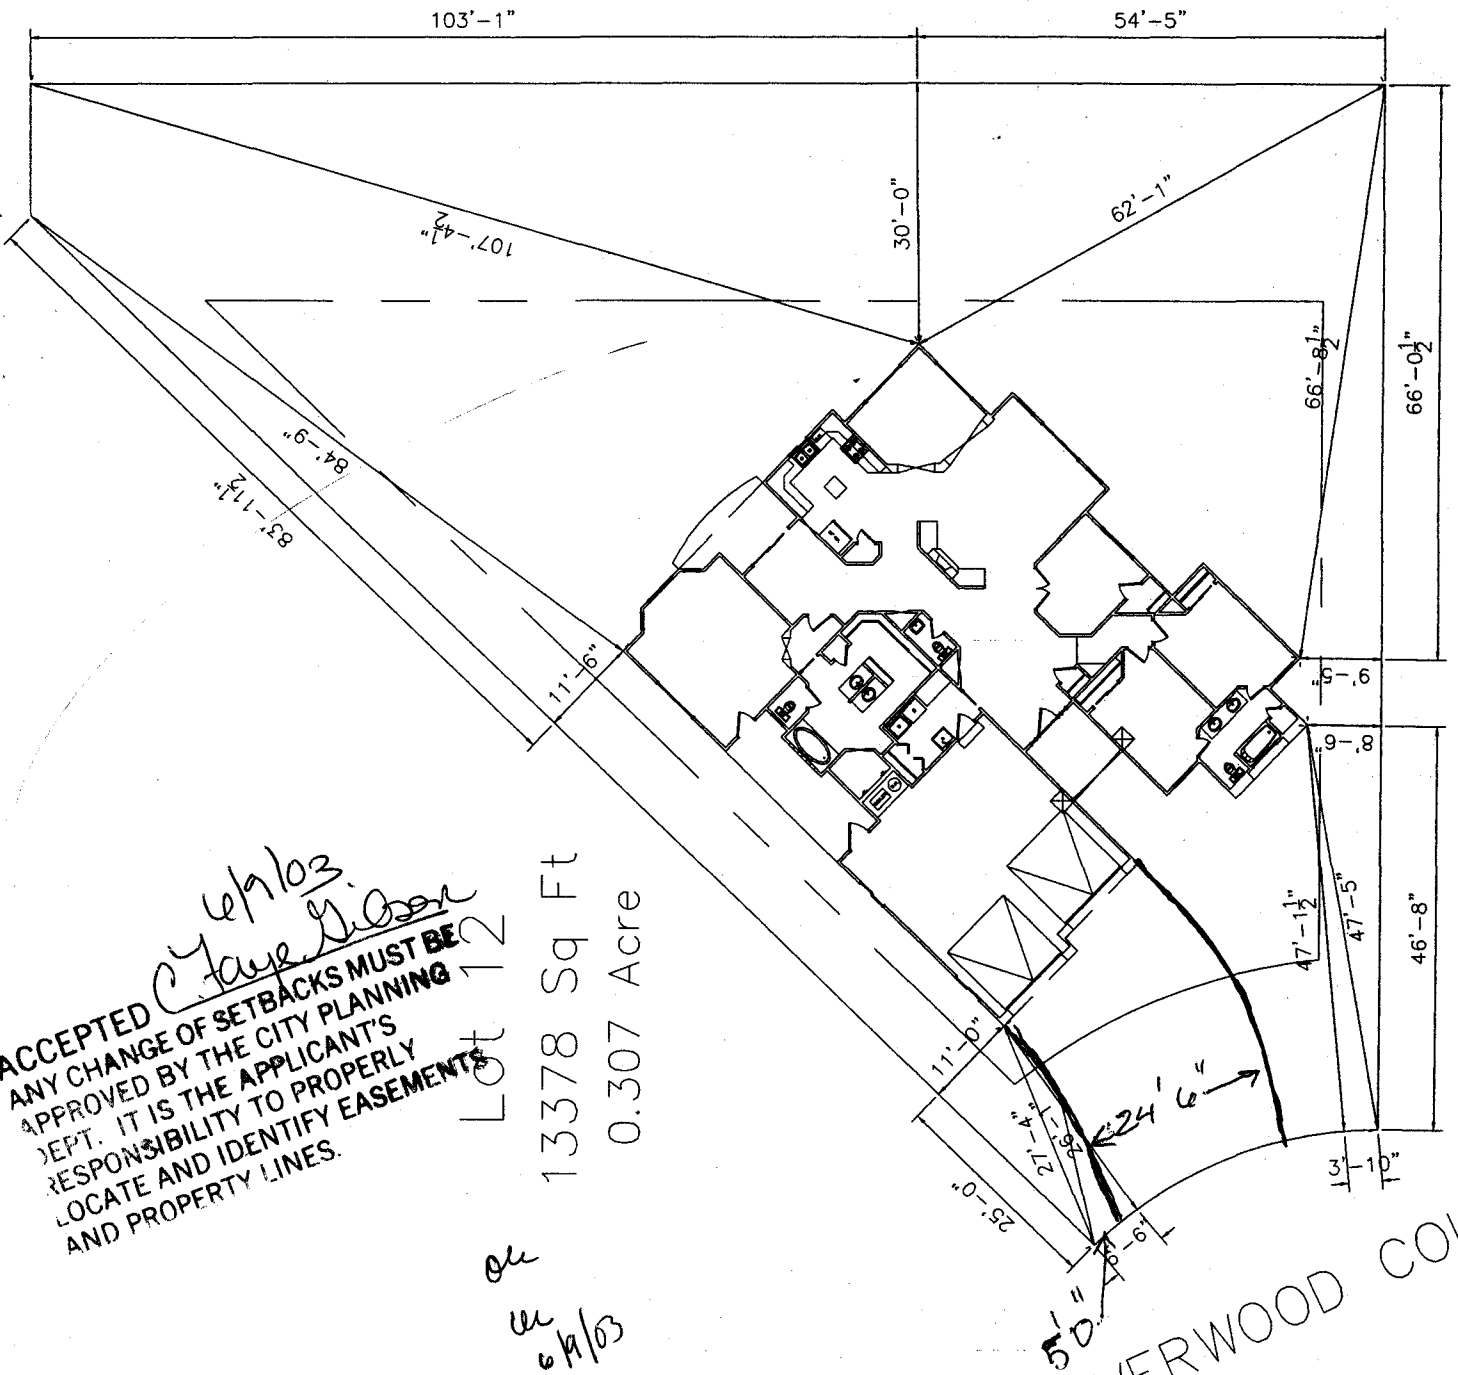 103'-1"
54'-5"
107'-4½"
30'-0"
62'-1"
66'-8½"
66'-0½"
84'-9"
83'-11½"
11'-6"
9'-5"
8'-6"
47'-1½"
47'-5"
46'-8"
6/9/03
C. Faye Gibson
ACCEPTED
ANY CHANGE OF SETBACKS MUST BE
APPROVED BY THE CITY PLANNING
DEPT. IT IS THE APPLICANT'S
RESPONSIBILITY TO PROPERLY
LOCATE AND IDENTIFY EASEMENTS
AND PROPERTY LINES.
Lot 12
13378 Sq Ft
0.307 Acre
11'-0"
27'-4"
26'-1"
24' 6"
25'-0"
3'-10"
-6"
5'0"
ok
6/9/03
ERWOOD CO